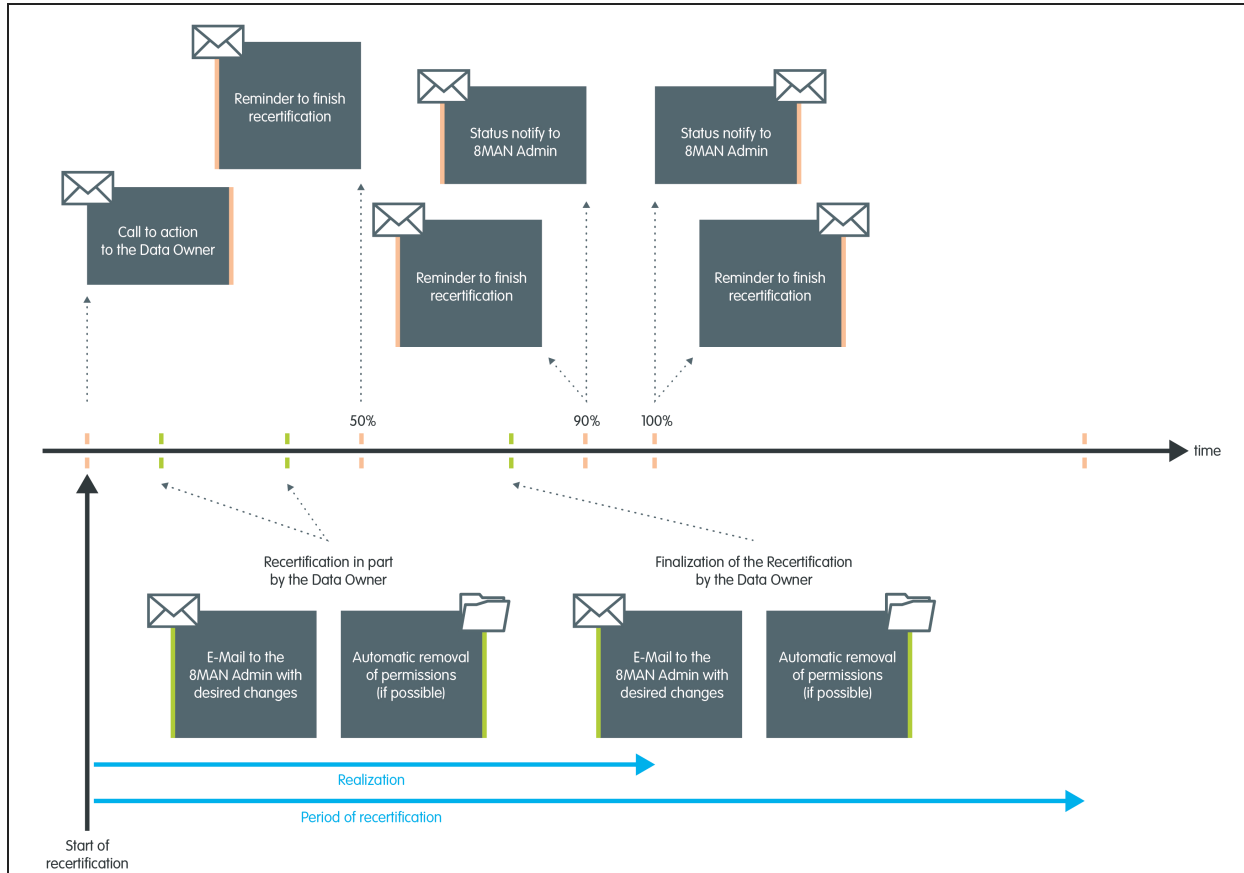 Reminder to finish
recertification
Status notify to
8MAN Admin
Status notify to
8MAN Admin
Call to action
to the Data Owner
Reminder to finish
recertification
Reminder to finish
recertification
50%
90%
100%
time
Recertification in part
by the Data Owner
Finalization of the Recertification
by the Data Owner
E-Mail to the
8MAN Admin with
desired changes
Automatic removal
of permissions
(if possible)
E-Mail to the
8MAN Admin with
desired changes
Automatic removal
of permissions
(if possible)
Realization
Period of recertification
Start of
recertification